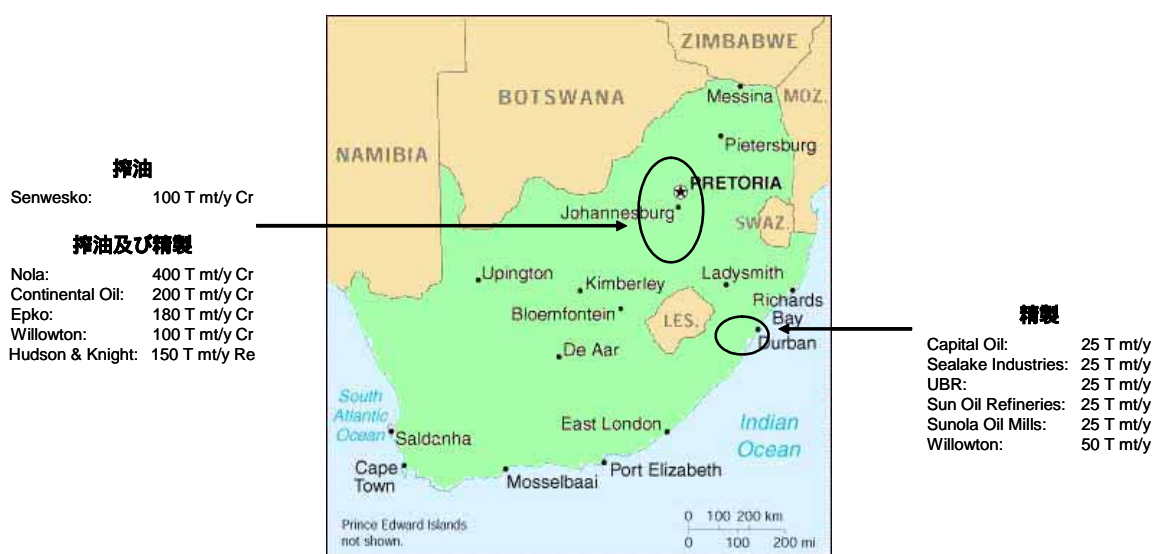 搾油
Senwesko: 100 T mt/y Cr
搾油及び精製
Nola: 400 T mt/y Cr
Continental Oil: 200 T mt/y Cr
Epko: 180 T mt/y Cr
Willowton: 100 T mt/y Cr
Hudson & Knight: 150 T mt/y Re
ZIMBABWE
BOTSWANA
Messina
MOZ.
Pietersburg
NAMIBIA
PRETORIA
Johannesburg
SWAZ.
Upington
Kimberley
Ladysmith
Richards
Bay
Bloemfontein
LES.
Durban
De Aar
South
Atlantic
Ocean
Saldanha
East London
Indian
Ocean
Cape
Town
Mosselbaai
Port Elizabeth
Prince Edward Islands
not shown.
0 100 200 km
0 100 200 mi
精製
Capital Oil: 25 T mt/y
Sealake Industries: 25 T mt/y
UBR: 25 T mt/y
Sun Oil Refineries: 25 T mt/y
Sunola Oil Mills: 25 T mt/y
Willowton: 50 T mt/y